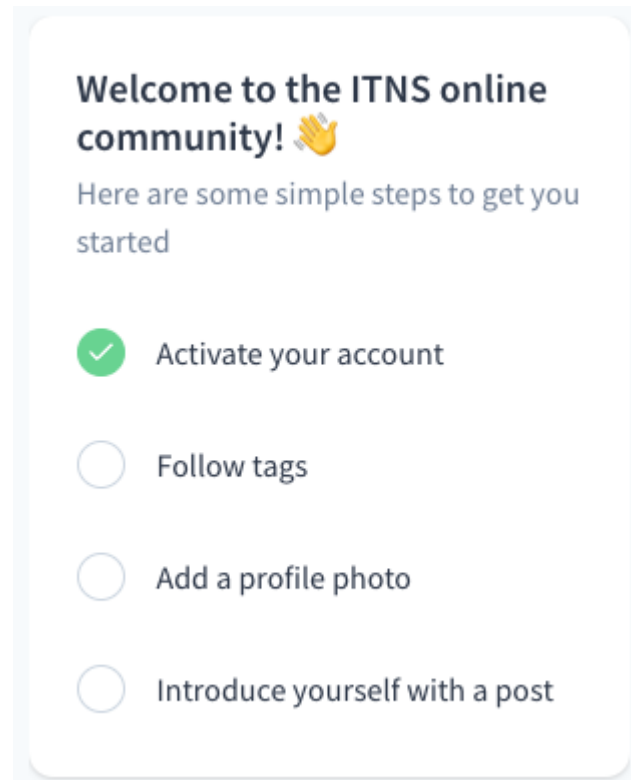 Welcome to the ITNS online
community! 👋
Here are some simple steps to get you
started
Activate your account
Follow tags
Add a profile photo
Introduce yourself with a post